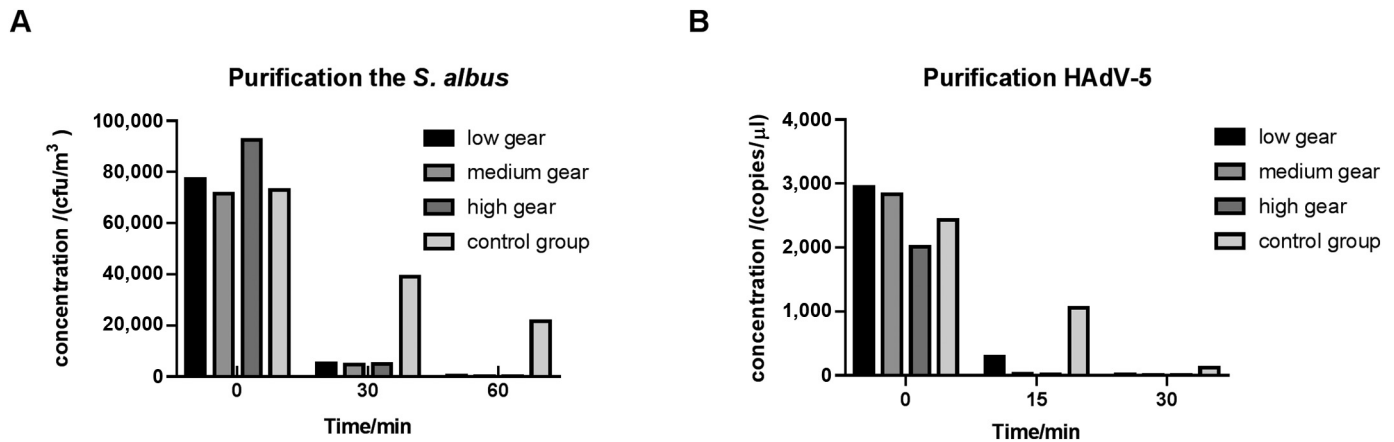 A
Purification the S. albus
concentration /(cfu/m³)
100,000
80,000
60,000
40,000
20,000
0
low gear
medium gear
high gear
control group
0 30 60
Time/min
B
Purification HAdV-5
concentration /(copies/μl)
4,000
3,000
2,000
1,000
0
low gear
medium gear
high gear
control group
0 15 30
Time/min